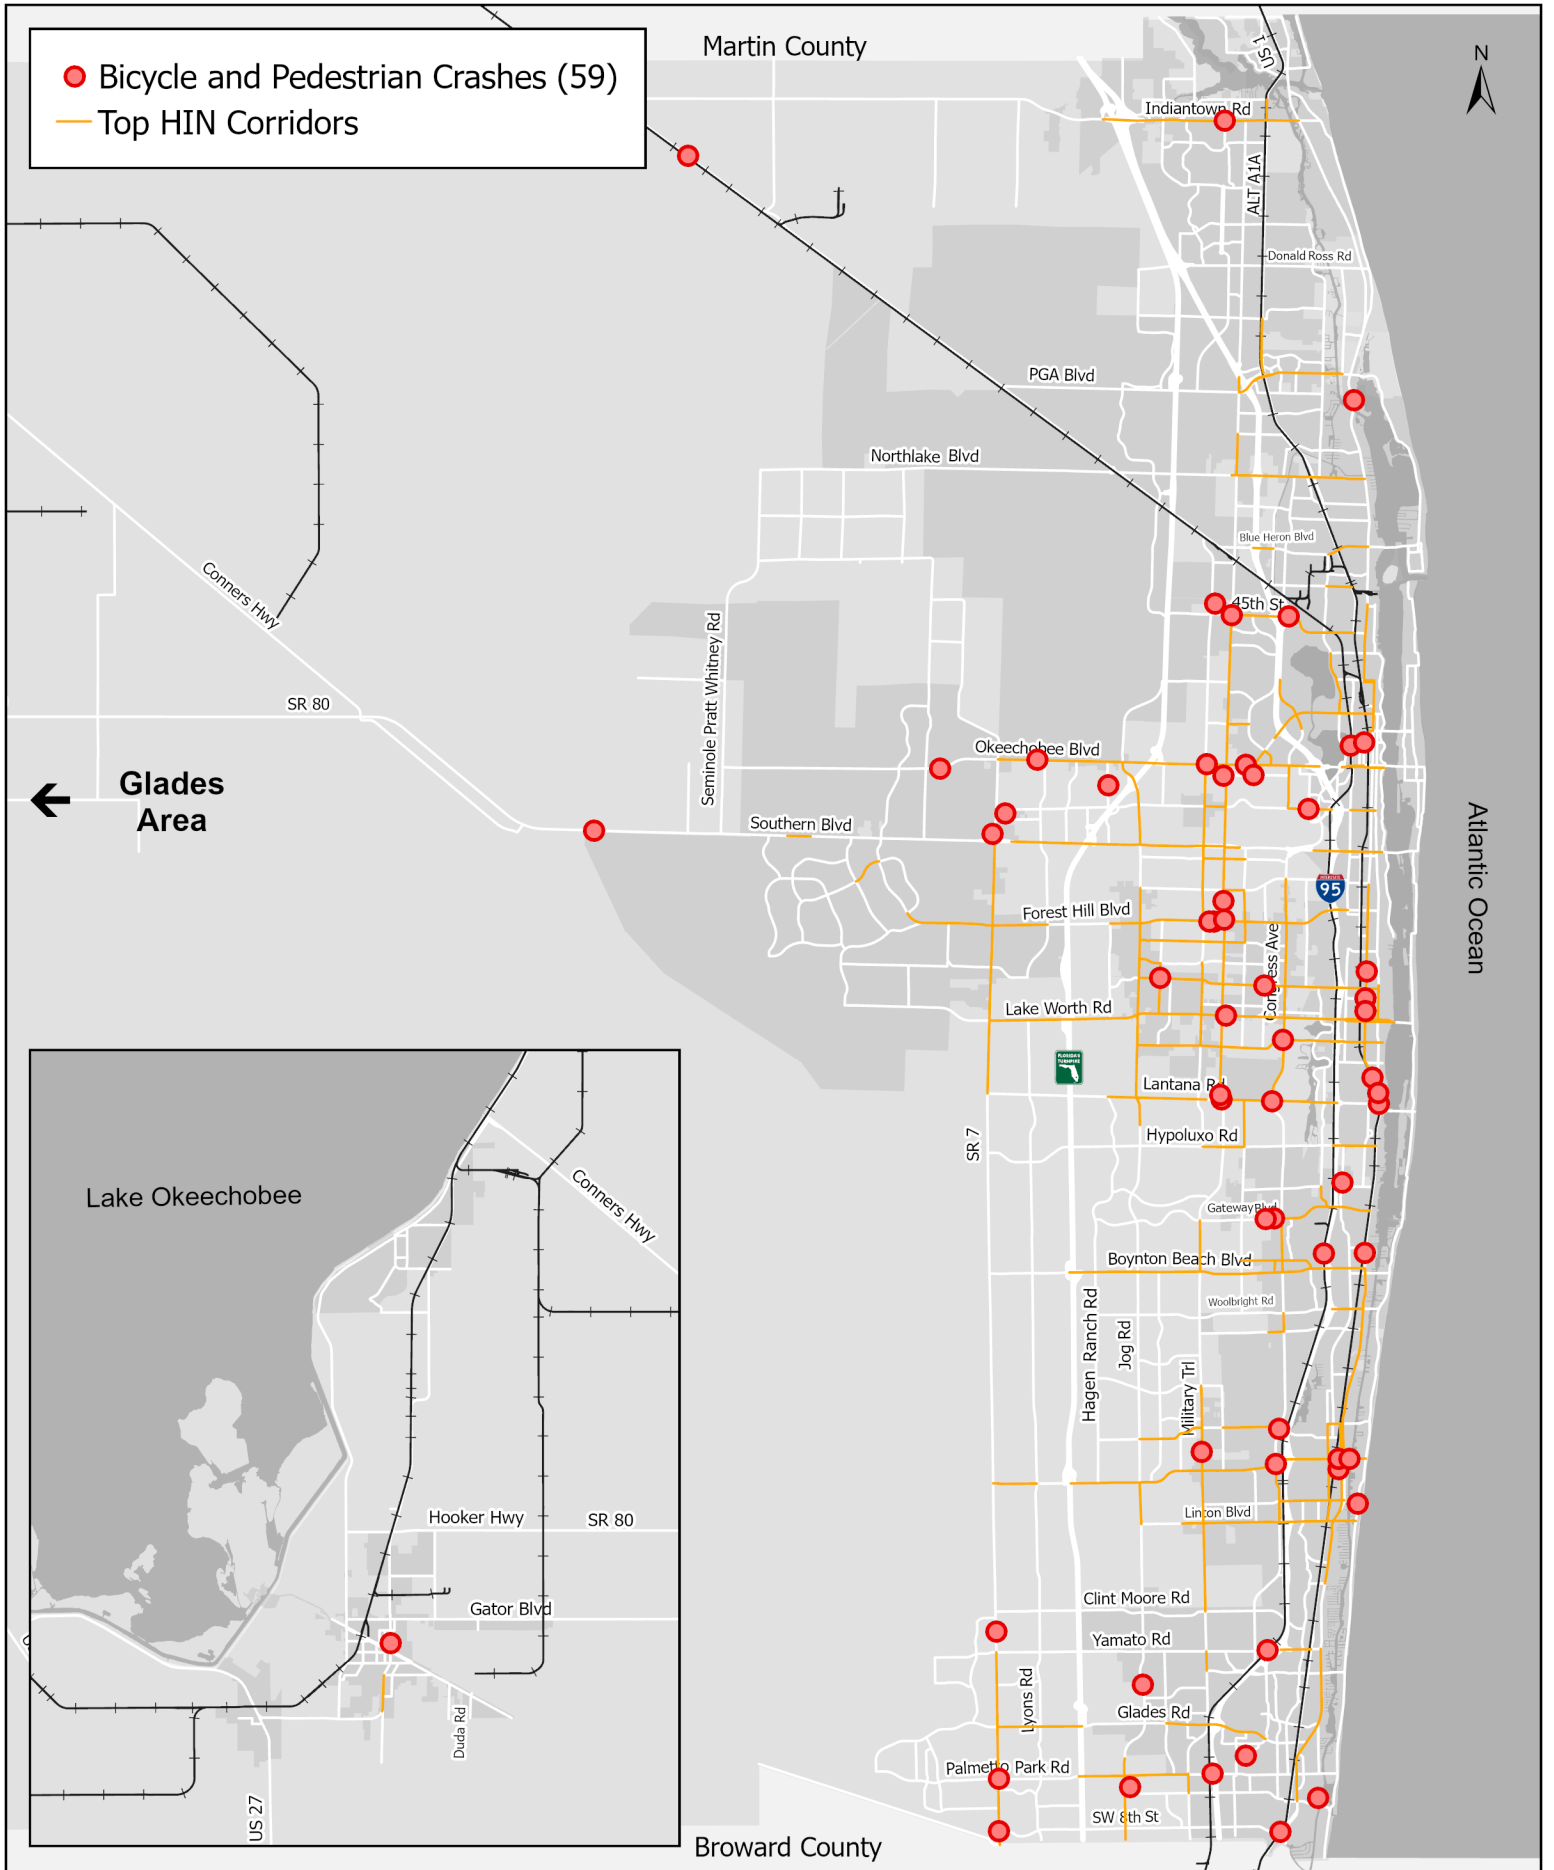 Martin County
Bicycle and Pedestrian Crashes (59)
Top HIN Corridors
N
US 1
Indiantown Rd
ALT A1A
Donald Ross Rd
PGA Blvd
Northlake Blvd
Blue Heron Blvd
Conners Hwy
45th St
Seminole Pratt Whitney Rd
SR 80
Okeechobee Blvd
Glades
Area
Southern Blvd
Atlantic Ocean
INTERSTATE
95
Forest Hill Blvd
Congress Ave
Lake Worth Rd
FLORIDA'S
TURNPIKE
Lantana Rd
SR 7
Hypoluxo Rd
Lake Okeechobee
Conners Hwy
Gateway Blvd
Boynton Beach Blvd
Woolbright Rd
Hagen Ranch Rd
Jog Rd
Military Trl
Hooker Hwy
SR 80
Linton Blvd
Clint Moore Rd
Gator Blvd
Yamato Rd
Lyons Rd
Glades Rd
Duda Rd
Palmetto Park Rd
US 27
SW 8th St
Broward County